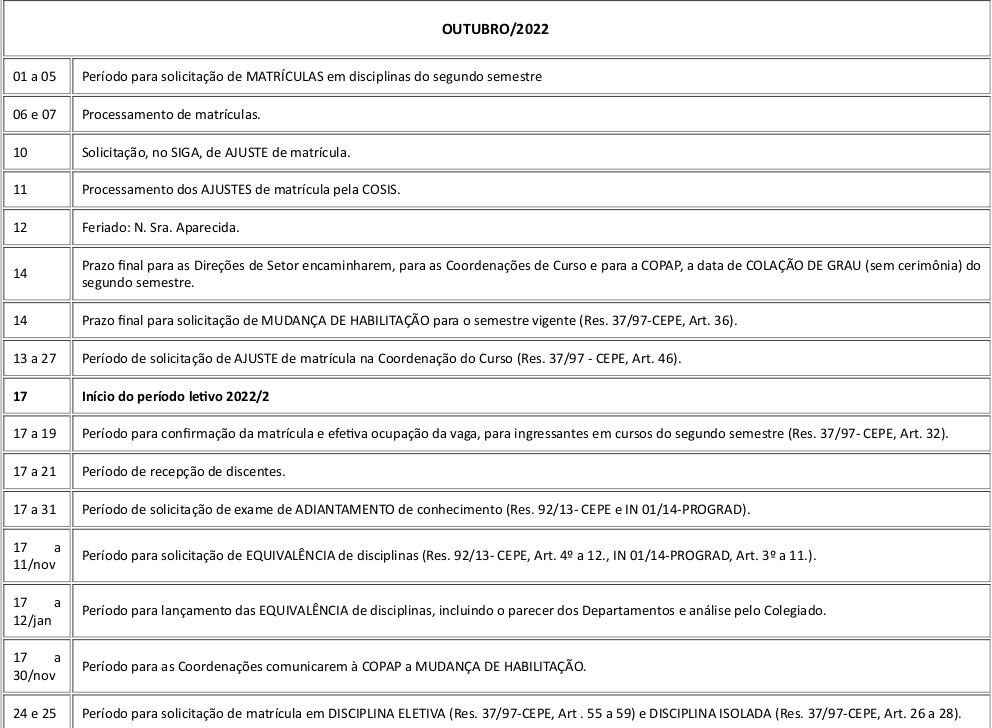 OUTUBRO/2022
01 a 05 Período para solicitação de MATRÍCULAS em disciplinas do segundo semestre
06 e 07 Processamento de matrículas.
10 Solicitação, no SIGA, de AJUSTE de matrícula.
11 Processamento dos AJUSTES de matrícula pela COSIS.
12 Feriado: N. Sra. Aparecida.
14 Prazo final para as Direções de Setor encaminharem, para as Coordenações de Curso e para a COPAP, a data de COLAÇÃO DE GRAU (sem cerimônia) do
segundo semestre.
14 Prazo final para solicitação de MUDANÇA DE HABILITAÇÃO para o semestre vigente (Res. 37/97-CEPE, Art. 36).
13 a 27 Período de solicitação de AJUSTE de matrícula na Coordenação do Curso (Res. 37/97 - CEPE, Art. 46).
17 Início do período letivo 2022/2
17 a 19 Período para confirmação da matrícula e efetiva ocupação da vaga, para ingressantes em cursos do segundo semestre (Res. 37/97- CEPE, Art. 32).
17 a 21 Período de recepção de discentes.
17 a 31 Período de solicitação de exame de ADIANTAMENTO de conhecimento (Res. 92/13- CEPE e IN 01/14-PROGRAD).
17 a
11/nov Período para solicitação de EQUIVALÊNCIA de disciplinas (Res. 92/13- CEPE, Art. 4º a 12., IN 01/14-PROGRAD, Art. 3º a 11.).
17 a
12/jan Período para lançamento das EQUIVALÊNCIA de disciplinas, incluindo o parecer dos Departamentos e análise pelo Colegiado.
17 a
30/nov Período para as Coordenações comunicarem à COPAP a MUDANÇA DE HABILITAÇÃO.
24 e 25 Período para solicitação de matrícula em DISCIPLINA ELETIVA (Res. 37/97-CEPE, Art . 55 a 59) e DISCIPLINA ISOLADA (Res. 37/97-CEPE, Art. 26 a 28).